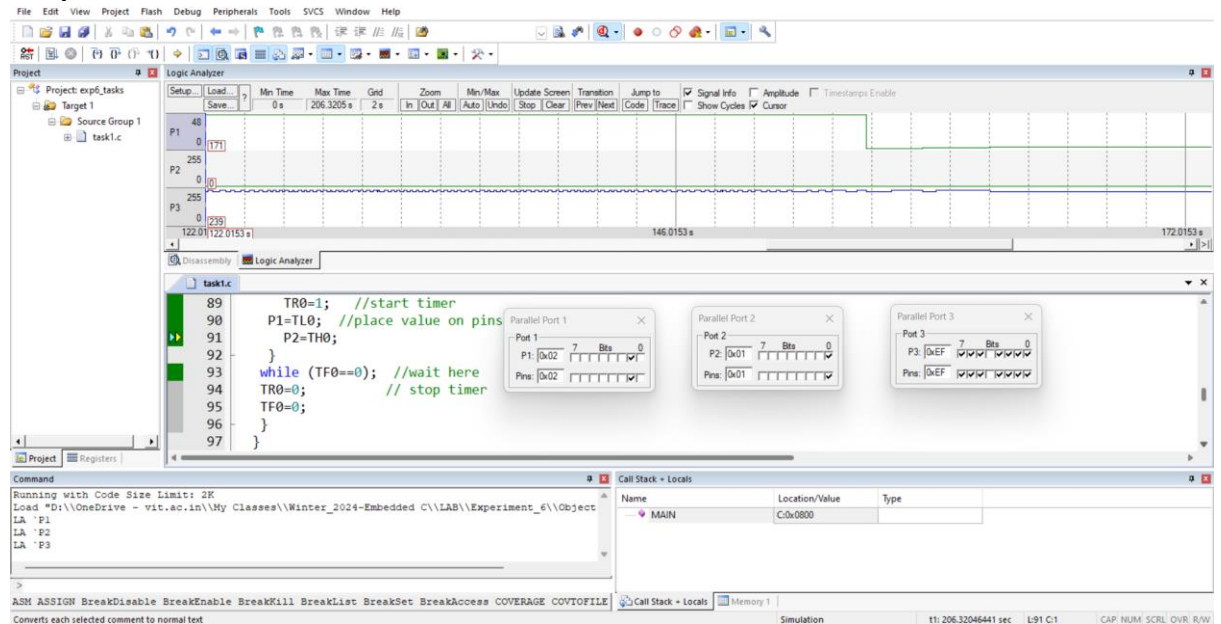 File Edit View Project Flash Debug Peripherals Tools SVCS Window Help
Project
Project: exp6_tasks
Target 1
Source Group 1
task1.c
Project Registers
Logic Analyzer
Setup... Load... ? Min Time Max Time Grid Zoom Min/Max Update Screen Transition Jump to Signal Info Amplitude Timestamps Enable
Save... 0 s 206.3205 s 2 s In Out All Auto Undo Stop Clear Prev Next Code Trace Show Cycles Cursor
48
P1
0 171
255
P2
0 0
255
P3
0 239
122.01 122.0153 s 146.0153 s 172.0153 s
Disassembly Logic Analyzer
task1.c
89 TR0=1; //start timer
90 P1=TL0; //place value on pins
91 P2=TH0;
92 }
93 while (TF0==0); //wait here
94 TR0=0; // stop timer
95 TF0=0;
96 }
97 }
Parallel Port 1
Port 1
7 Bits 0
P1: 0x02
Pins: 0x02
Parallel Port 2
Port 2
7 Bits 0
P2: 0x01
Pins: 0x01
Parallel Port 3
Port 3
7 Bits 0
P3: 0xEF
Pins: 0xEF
Command
Running with Code Size Limit: 2K
Load "D:\\OneDrive - vit.ac.in\\My Classes\\Winter_2024-Embedded C\\LAB\\Experiment_6\\Object
LA `P1
LA `P2
LA `P3
>
ASM ASSIGN BreakDisable BreakEnable BreakKill BreakList BreakSet BreakAccess COVERAGE COVTOFILE
Call Stack + Locals
Name Location/Value Type
MAIN C:0x0800
Call Stack + Locals Memory 1
Converts each selected comment to normal text Simulation t1: 206.32046441 sec L:91 C:1 CAP NUM SCRL OVR R/W